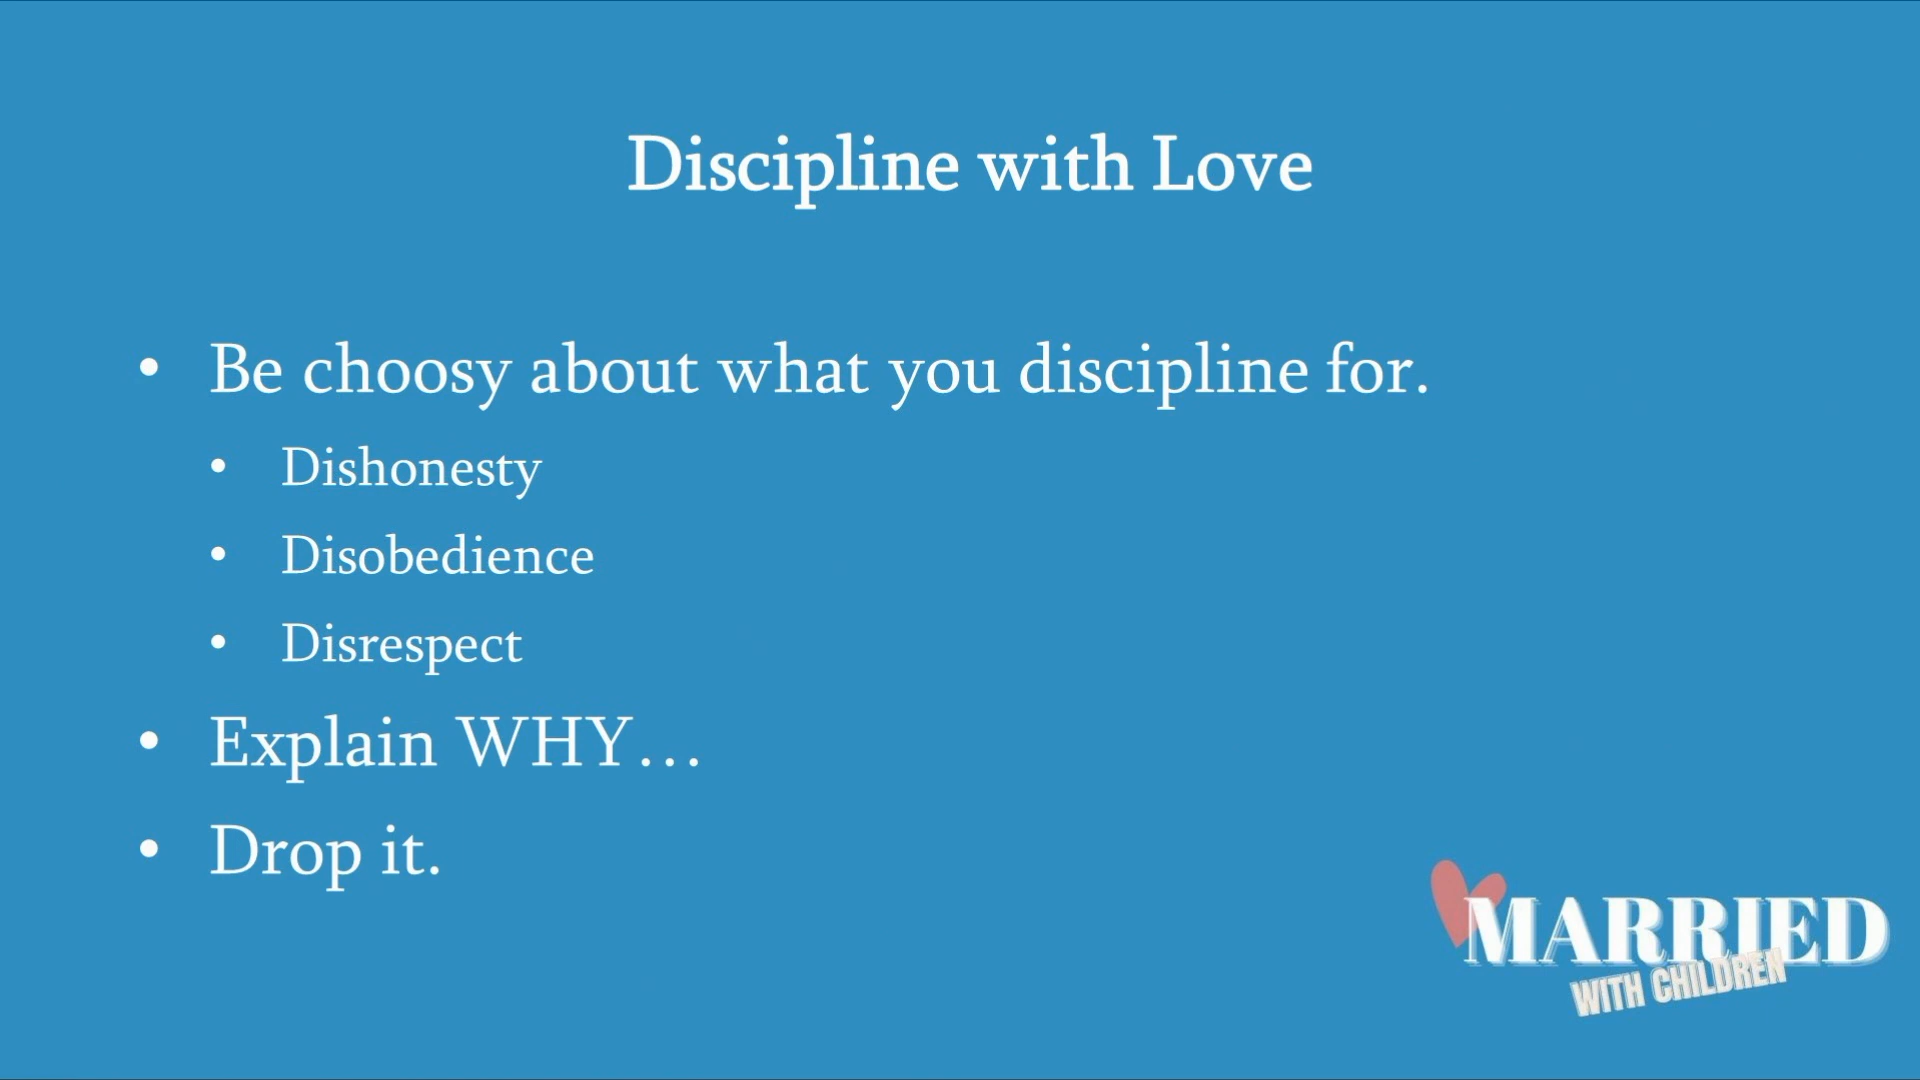 Discipline with Love
• Be choosy about what you discipline for.
• Dishonesty
• Disobedience
• Disrespect
• Explain WHY...
• Drop it.
MARRIED
WITH CHILDREN